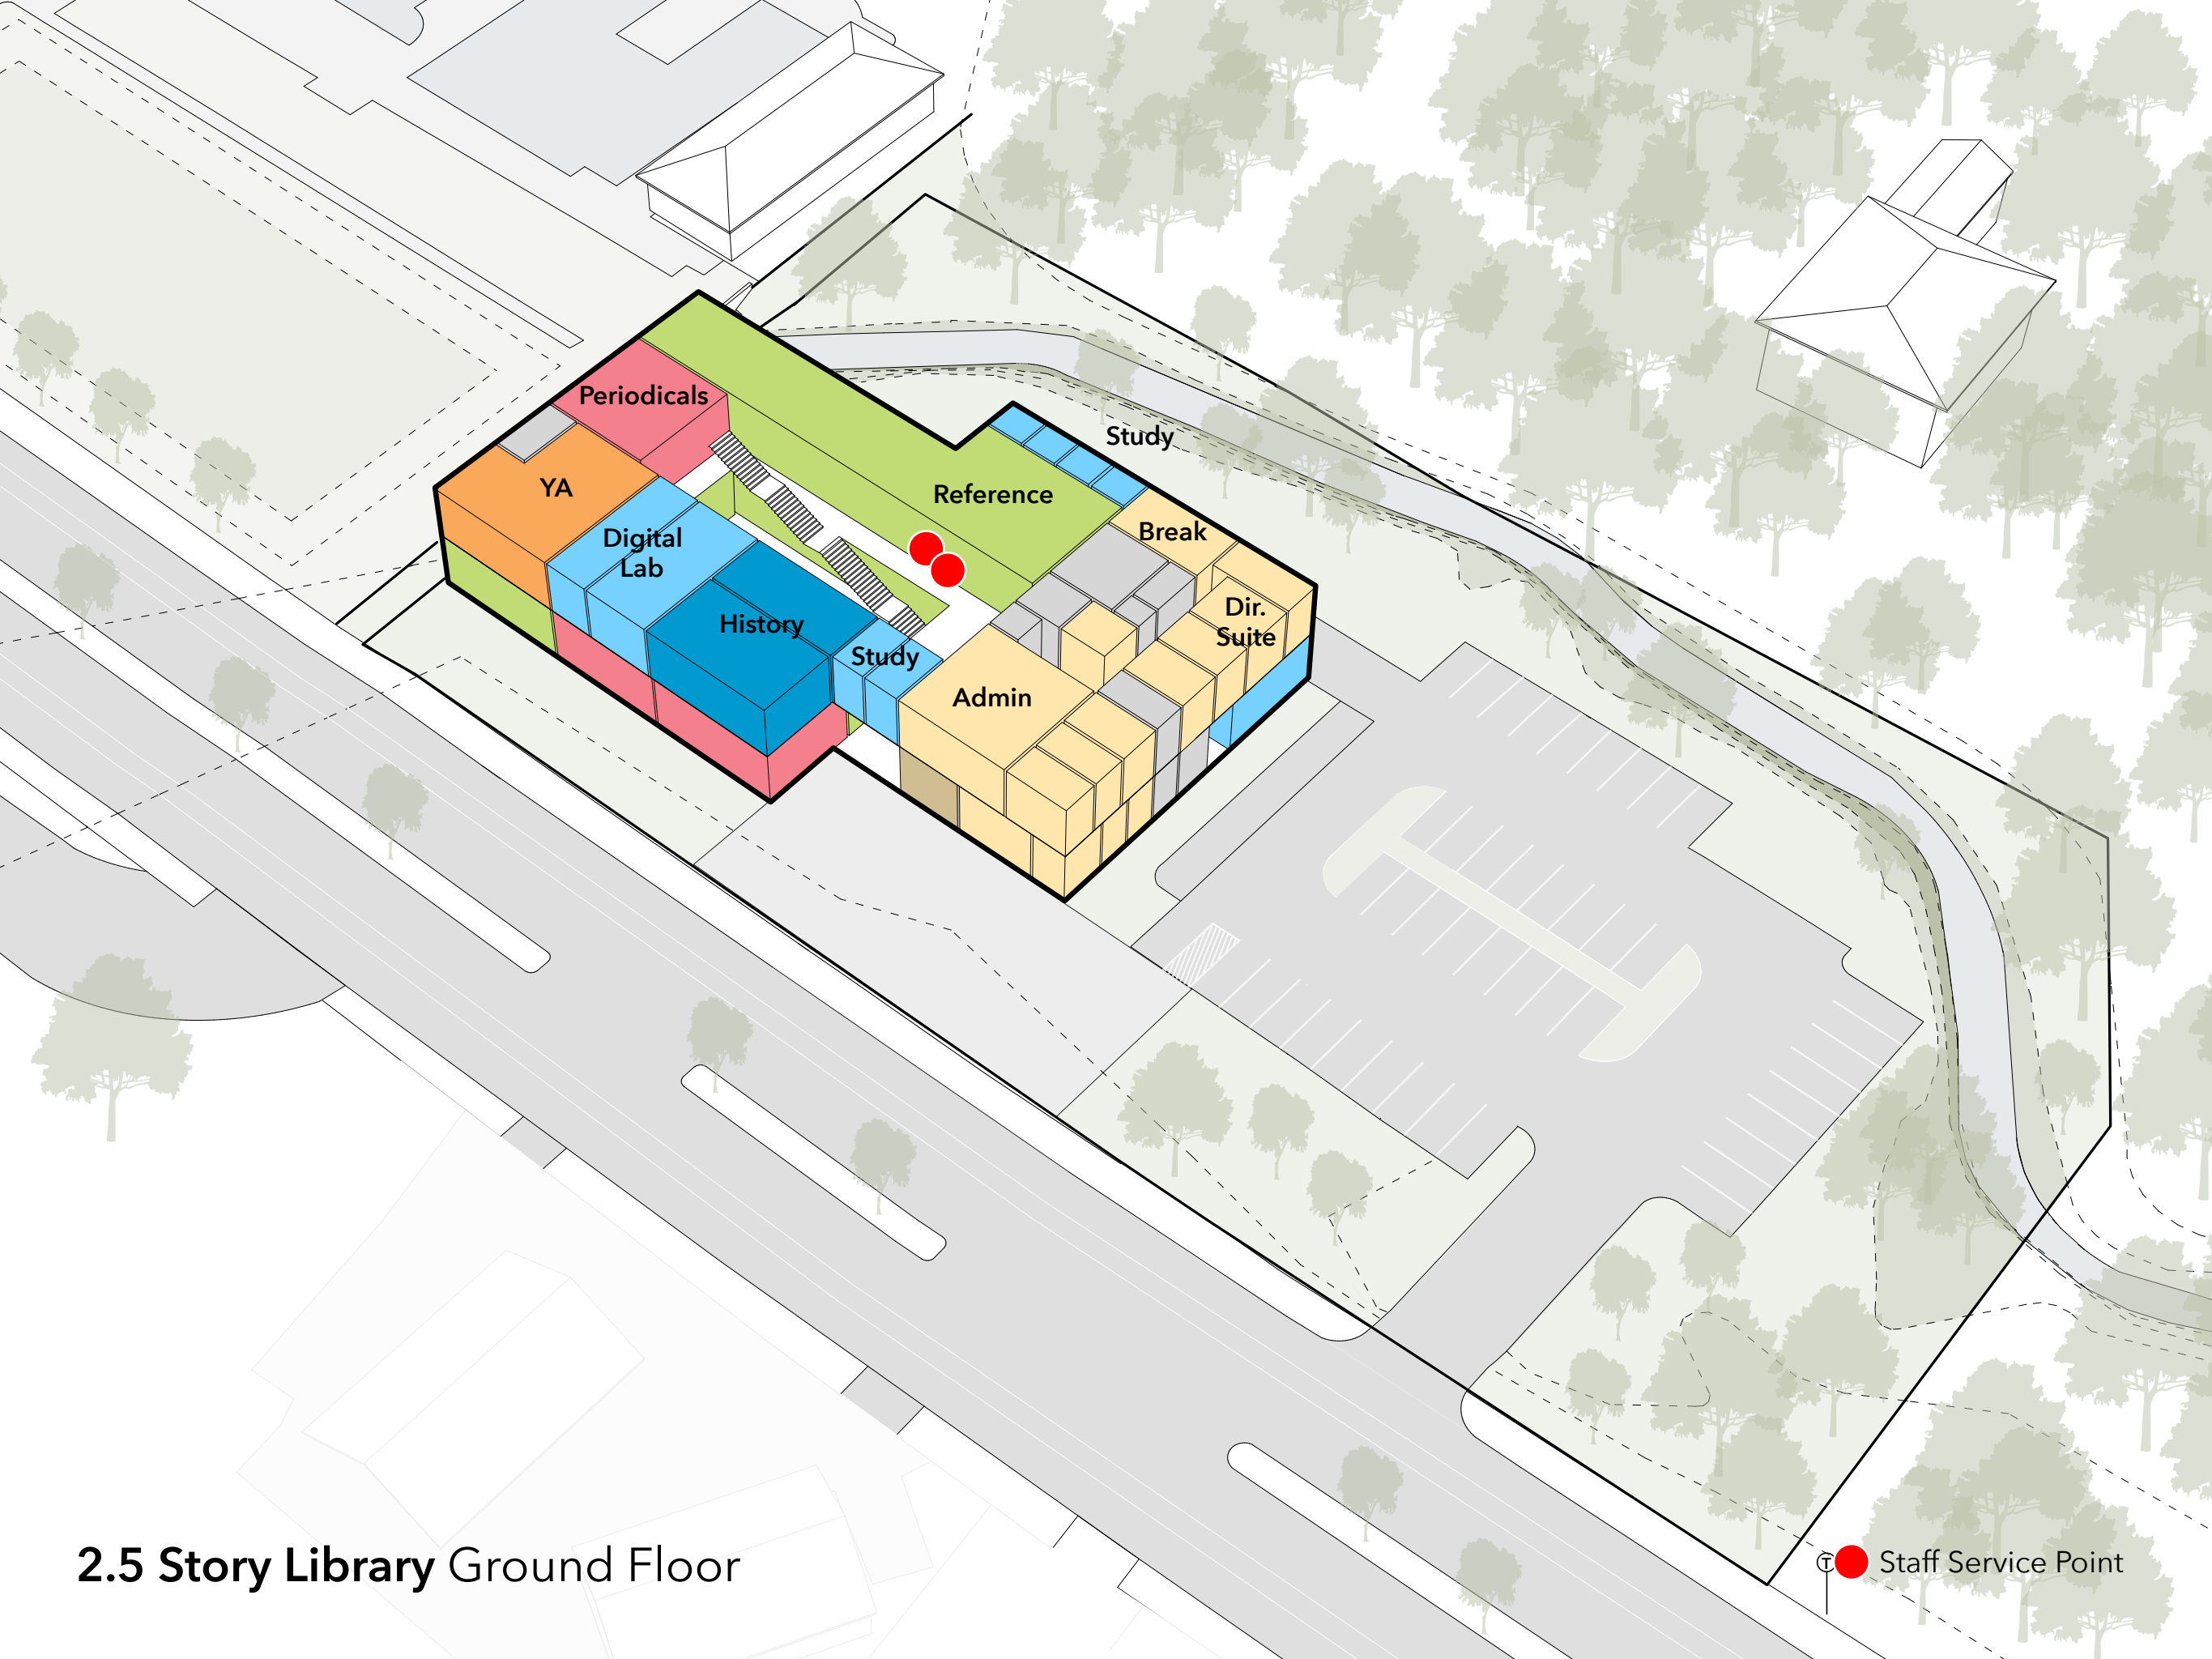 Periodicals
Study
YA
Reference
Break
Digital
Lab
Dir.
Suite
History
Study
Admin
2.5 Story Library Ground Floor
T
Staff Service Point